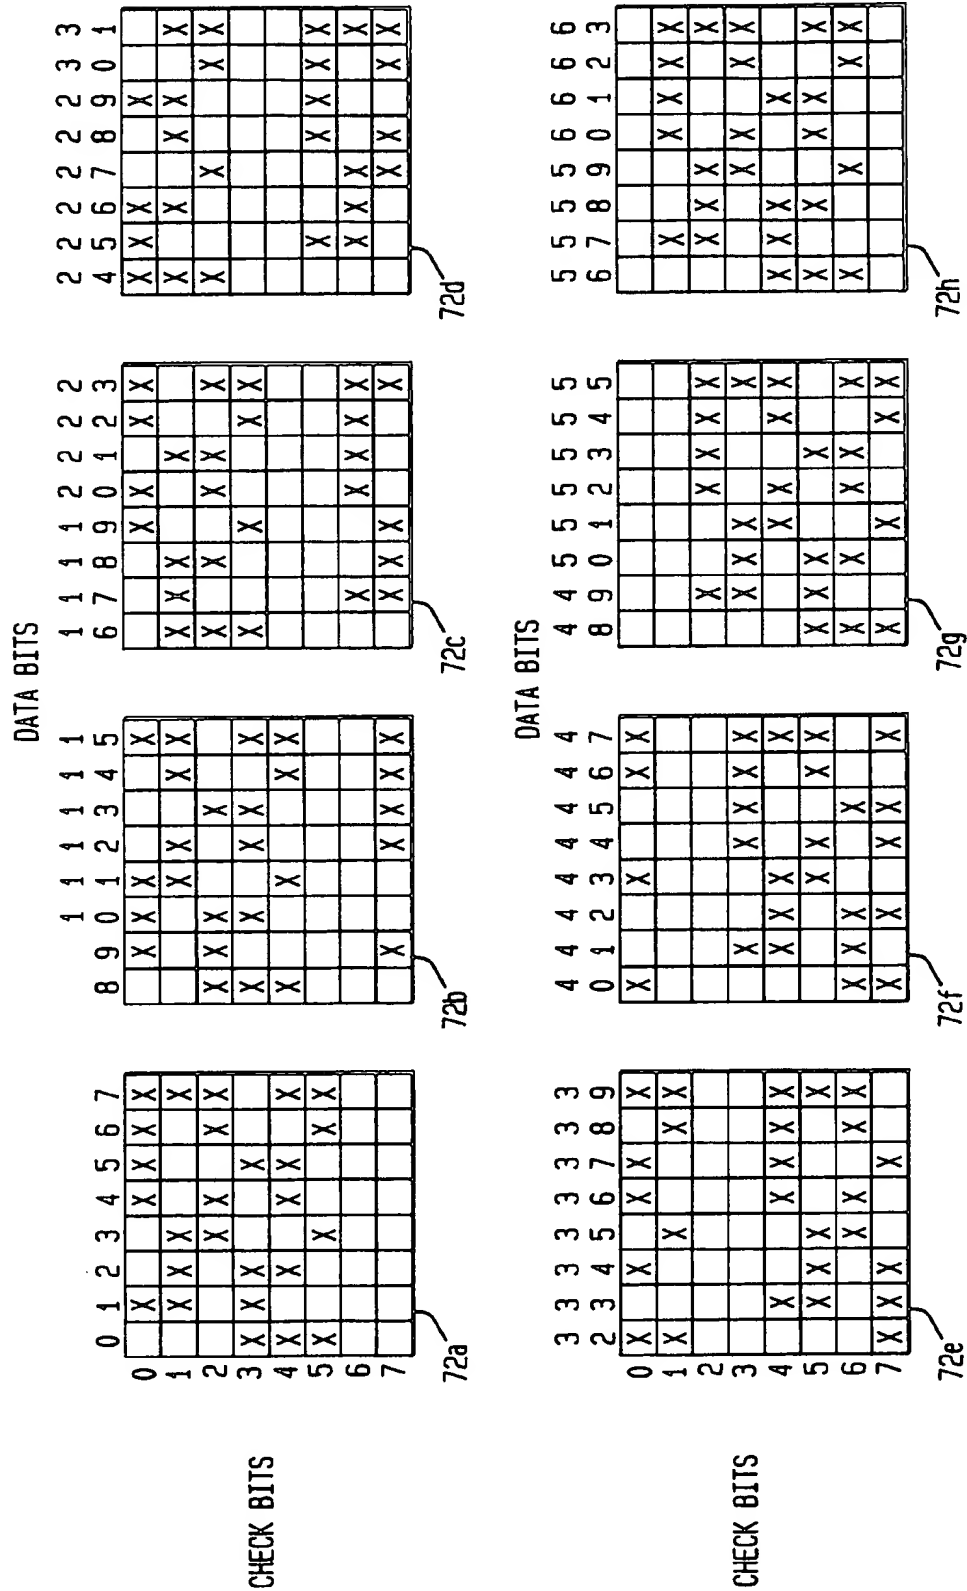 DATA BITS
0 1 2 3 4 5 6 7 8 9 10 11 12 13 14 15 16 17 18 19 20 21 22 23 24 25 26 27 28 29 30 31
CHECK BITS
0 X X X X X X X X X X X X X X X X X
1 X X X X X X X X X X X X X X X X X
2 X X X X X X X X X X X X X X X X X
3 X X X X X X X X X X X X X
4 X X X X X X X X X
5 X X X X X X X X X
6 X X X X X X X X X
7 X X X X X X X X X X X X X
72a 72b 72c 72d
DATA BITS
32 33 34 35 36 37 38 39 40 41 42 43 44 45 46 47 48 49 50 51 52 53 54 55 56 57 58 59 60 61 62 63
CHECK BITS
0 X X X X X X X X X
1 X X X X X X X X X
2 X X X X X X X X X
3 X X X X X X X X X X X X X
4 X X X X X X X X X X X X X X X X X
5 X X X X X X X X X X X X X X X X X
6 X X X X X X X X X X X X X X X X X
7 X X X X X X X X X X X X X
72e 72f 72g 72h